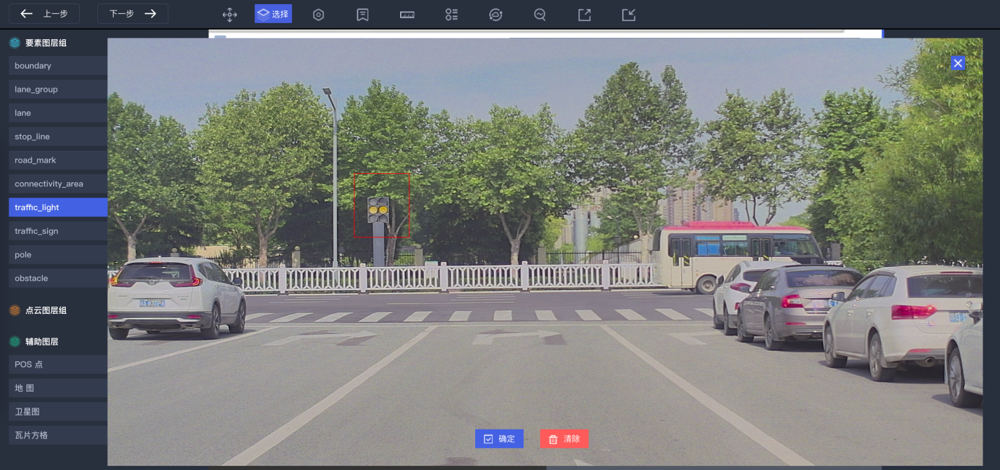 上一步
下一步
选择
要素图层组
boundary
lane_group
lane
stop_line
road_mark
connectivity_area
traffic_light
traffic_sign
pole
obstacle
点云图层组
辅助图层
POS 点
地 图
卫星图
瓦片方格
确定
清除